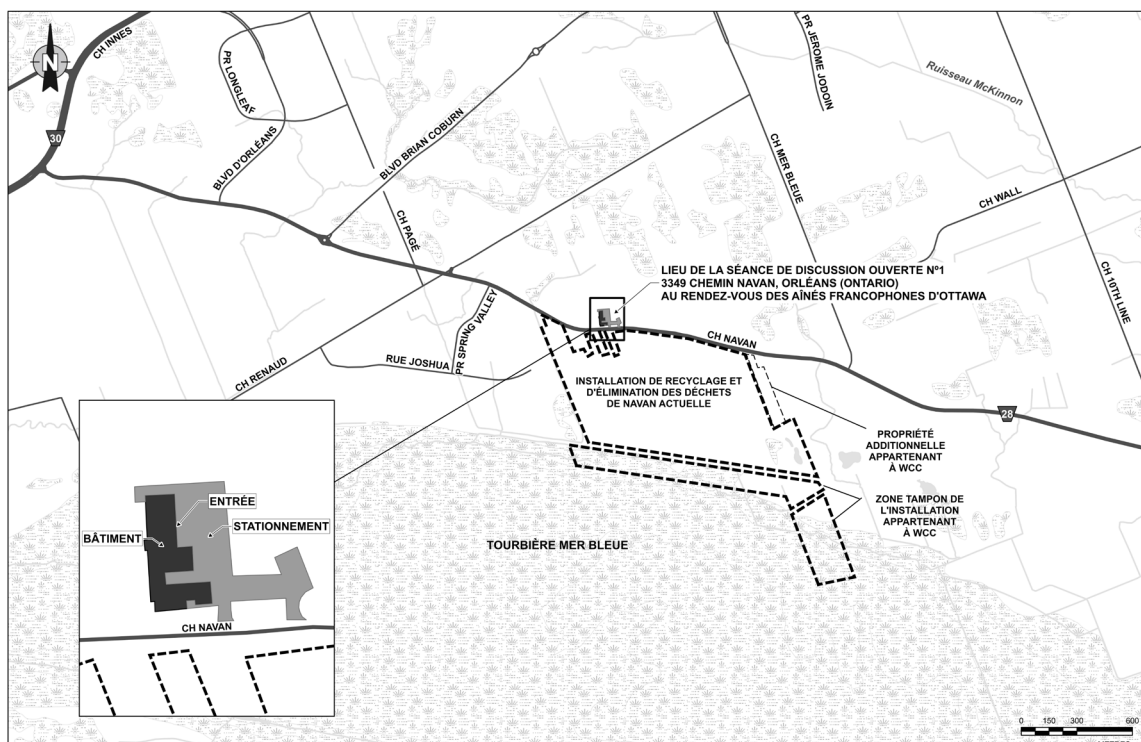 CH INNES
N
30
PR LONGLEAF
BLVD D'ORLÉANS
BLVD BRIAN COBURN
CH PAGÉ
PR JEROME JODOIN
Ruisseau McKinnon
CH MER BLEUE
CH WALL
CH 10TH LINE
LIEU DE LA SÉANCE DE DISCUSSION OUVERTE Nº1
3349 CHEMIN NAVAN, ORLÉANS (ONTARIO)
AU RENDEZ-VOUS DES AÎNÉS FRANCOPHONES D'OTTAWA
PR SPRING VALLEY
RUE JOSHUA
CH RENAUD
CH NAVAN
28
INSTALLATION DE RECYCLAGE ET
D'ÉLIMINATION DES DÉCHETS
DE NAVAN ACTUELLE
PROPRIÉTÉ
ADDITIONNELLE
APPARTENANT
À WCC
ZONE TAMPON DE
L'INSTALLATION
APPARTENANT
À WCC
TOURBIÈRE MER BLEUE
ENTRÉE
STATIONNEMENT
BÂTIMENT
CH NAVAN
0 150 300 600